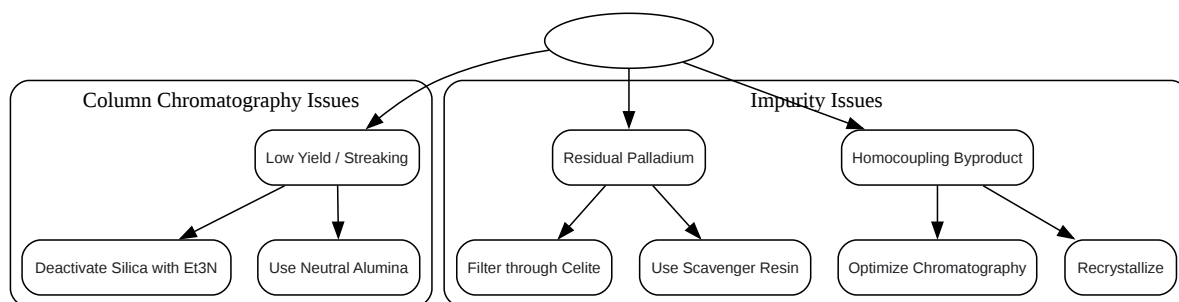 Column Chromatography Issues
Impurity Issues
Low Yield / Streaking
Residual Palladium
Homocoupling Byproduct
Deactivate Silica with Et3N
Use Neutral Alumina
Filter through Celite
Use Scavenger Resin
Optimize Chromatography
Recrystallize